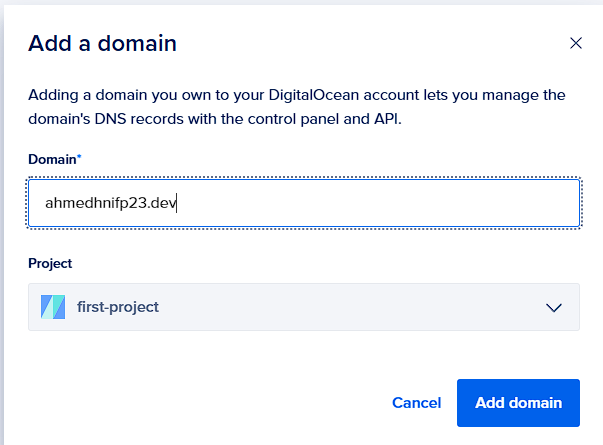 Add a domain
Adding a domain you own to your DigitalOcean account lets you manage the
domain's DNS records with the control panel and API.
Domain*
ahmedhnifp23.dev
Project
first-project
Cancel
Add domain